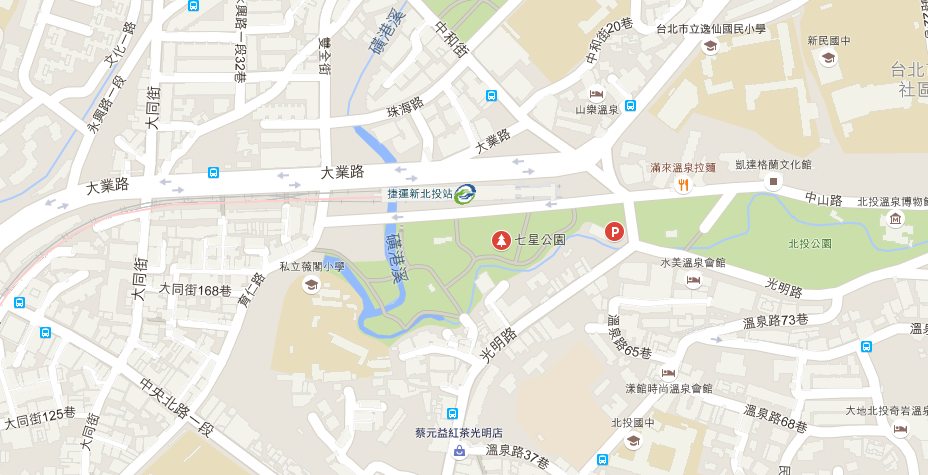 磺港溪
中和街
中和街20巷
台北市立逸仙國民小學
新民國中
台北市
社區
文化一路
永興路一段
大同街
永興路一段32巷
雙全街
珠海路
山樂溫泉
大業路
大業路
大業路
捷運新北投站
滿來溫泉拉麵
凱達格蘭文化館
中山路
北投溫泉博物館
P
七星公園
北投公園
磺港溪
私立薇閣小學
水美溫泉會館
光明路
大同街
大同街168巷
育仁路
溫泉路73巷
溫泉路65巷
光明路
漾館時尚溫泉會館
中央北路一段
大同街125巷
大同街
蔡元益紅茶光明店
溫泉路37巷
北投國中
溫泉路68巷
大地北投奇岩溫
溫泉
P